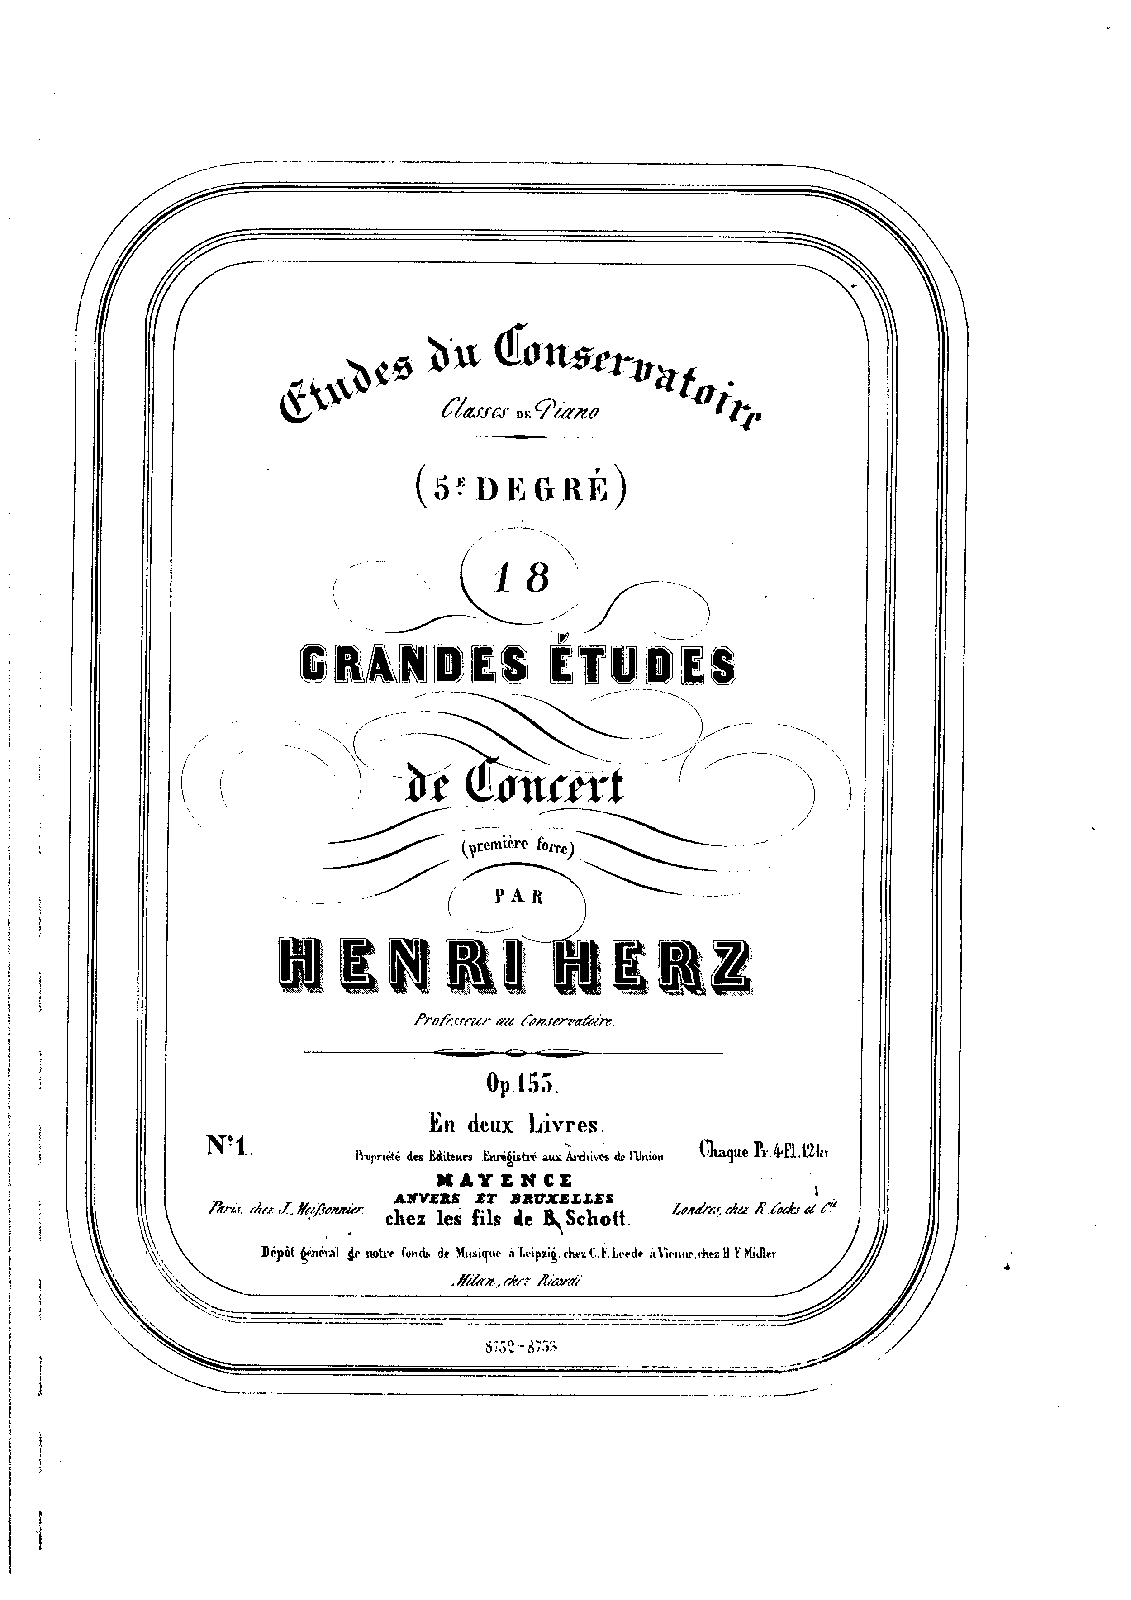 Etudes du Conservatoire
Classes DE Piano
(5.E DEGRÉ)
18
GRANDES ÉTUDES
de Concert
(première force)
PAR
HENRI HERZ
Professeur au Conservatoire.
Op. 153.
En deux Livres.
No. 1.
Propriété des Editeurs. Enregistré aux Archives de l'Union
Chaque Pr. 4 Fl. 12 kr
MAYENCE
ANVERS ET BRUXELLES
Paris, chez J. Meißonnier.
chez les fils de B. Schott.
Londres, chez R. Cocks et Cie
Dépôt général de notre fonds de Musique à Leipzig, chez C. F. Leede à Vienne, chez H. F. Müller
Milan, chez Ricordi